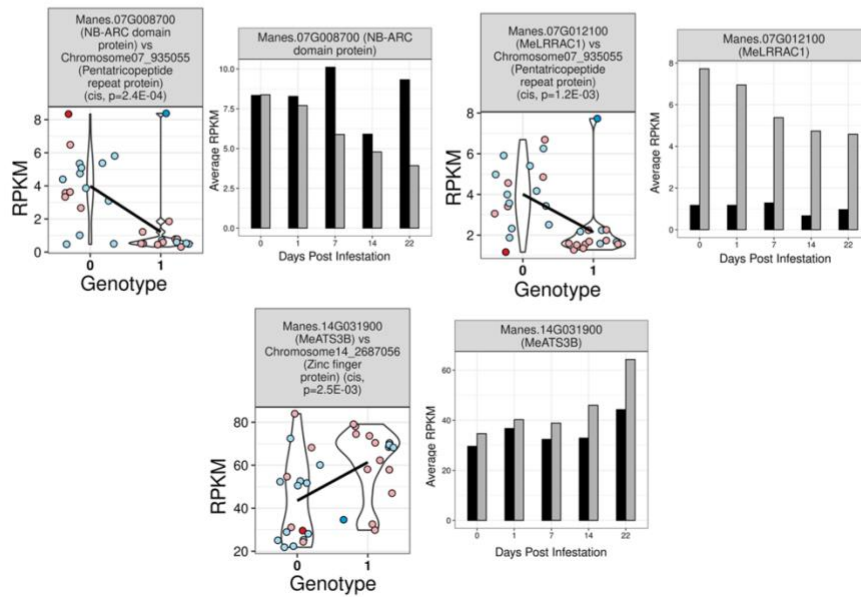 Manes.07G008700
(NB-ARC domain
protein) vs
Chromosome07_935055
(Pentatricopeptide
repeat protein)
(cis, p=2.4E-04)
RPKM
8
6
4
2
0
0 1
Genotype
Manes.07G008700 (NB-ARC
domain protein)
Average RPKM
10.0
7.5
5.0
2.5
0.0
0 1 7 14 22
Days Post Infestation
Manes.07G012100
(MeLRRAC1) vs
Chromosome07_935055
(Pentatricopeptide
repeat protein)
(cis, p=1.2E-03)
RPKM
8
6
4
2
0 1
Genotype
Manes.07G012100
(MeLRRAC1)
Average RPKM
8
6
4
2
0
0 1 7 14 22
Days Post Infestation
Manes.14G031900
(MeATS3B) vs
Chromosome14_2687056
(Zinc finger
protein) (cis,
p=2.5E-03)
RPKM
80
60
40
20
0 1
Genotype
Manes.14G031900
(MeATS3B)
Average RPKM
60
40
20
0
0 1 7 14 22
Days Post Infestation